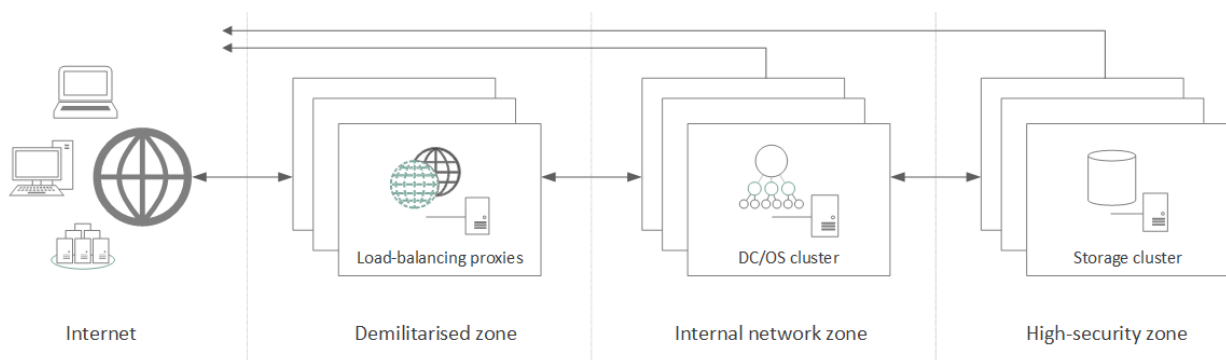 Load-balancing proxies
DC/OS cluster
Storage cluster
Internet
Demilitarised zone
Internal network zone
High-security zone